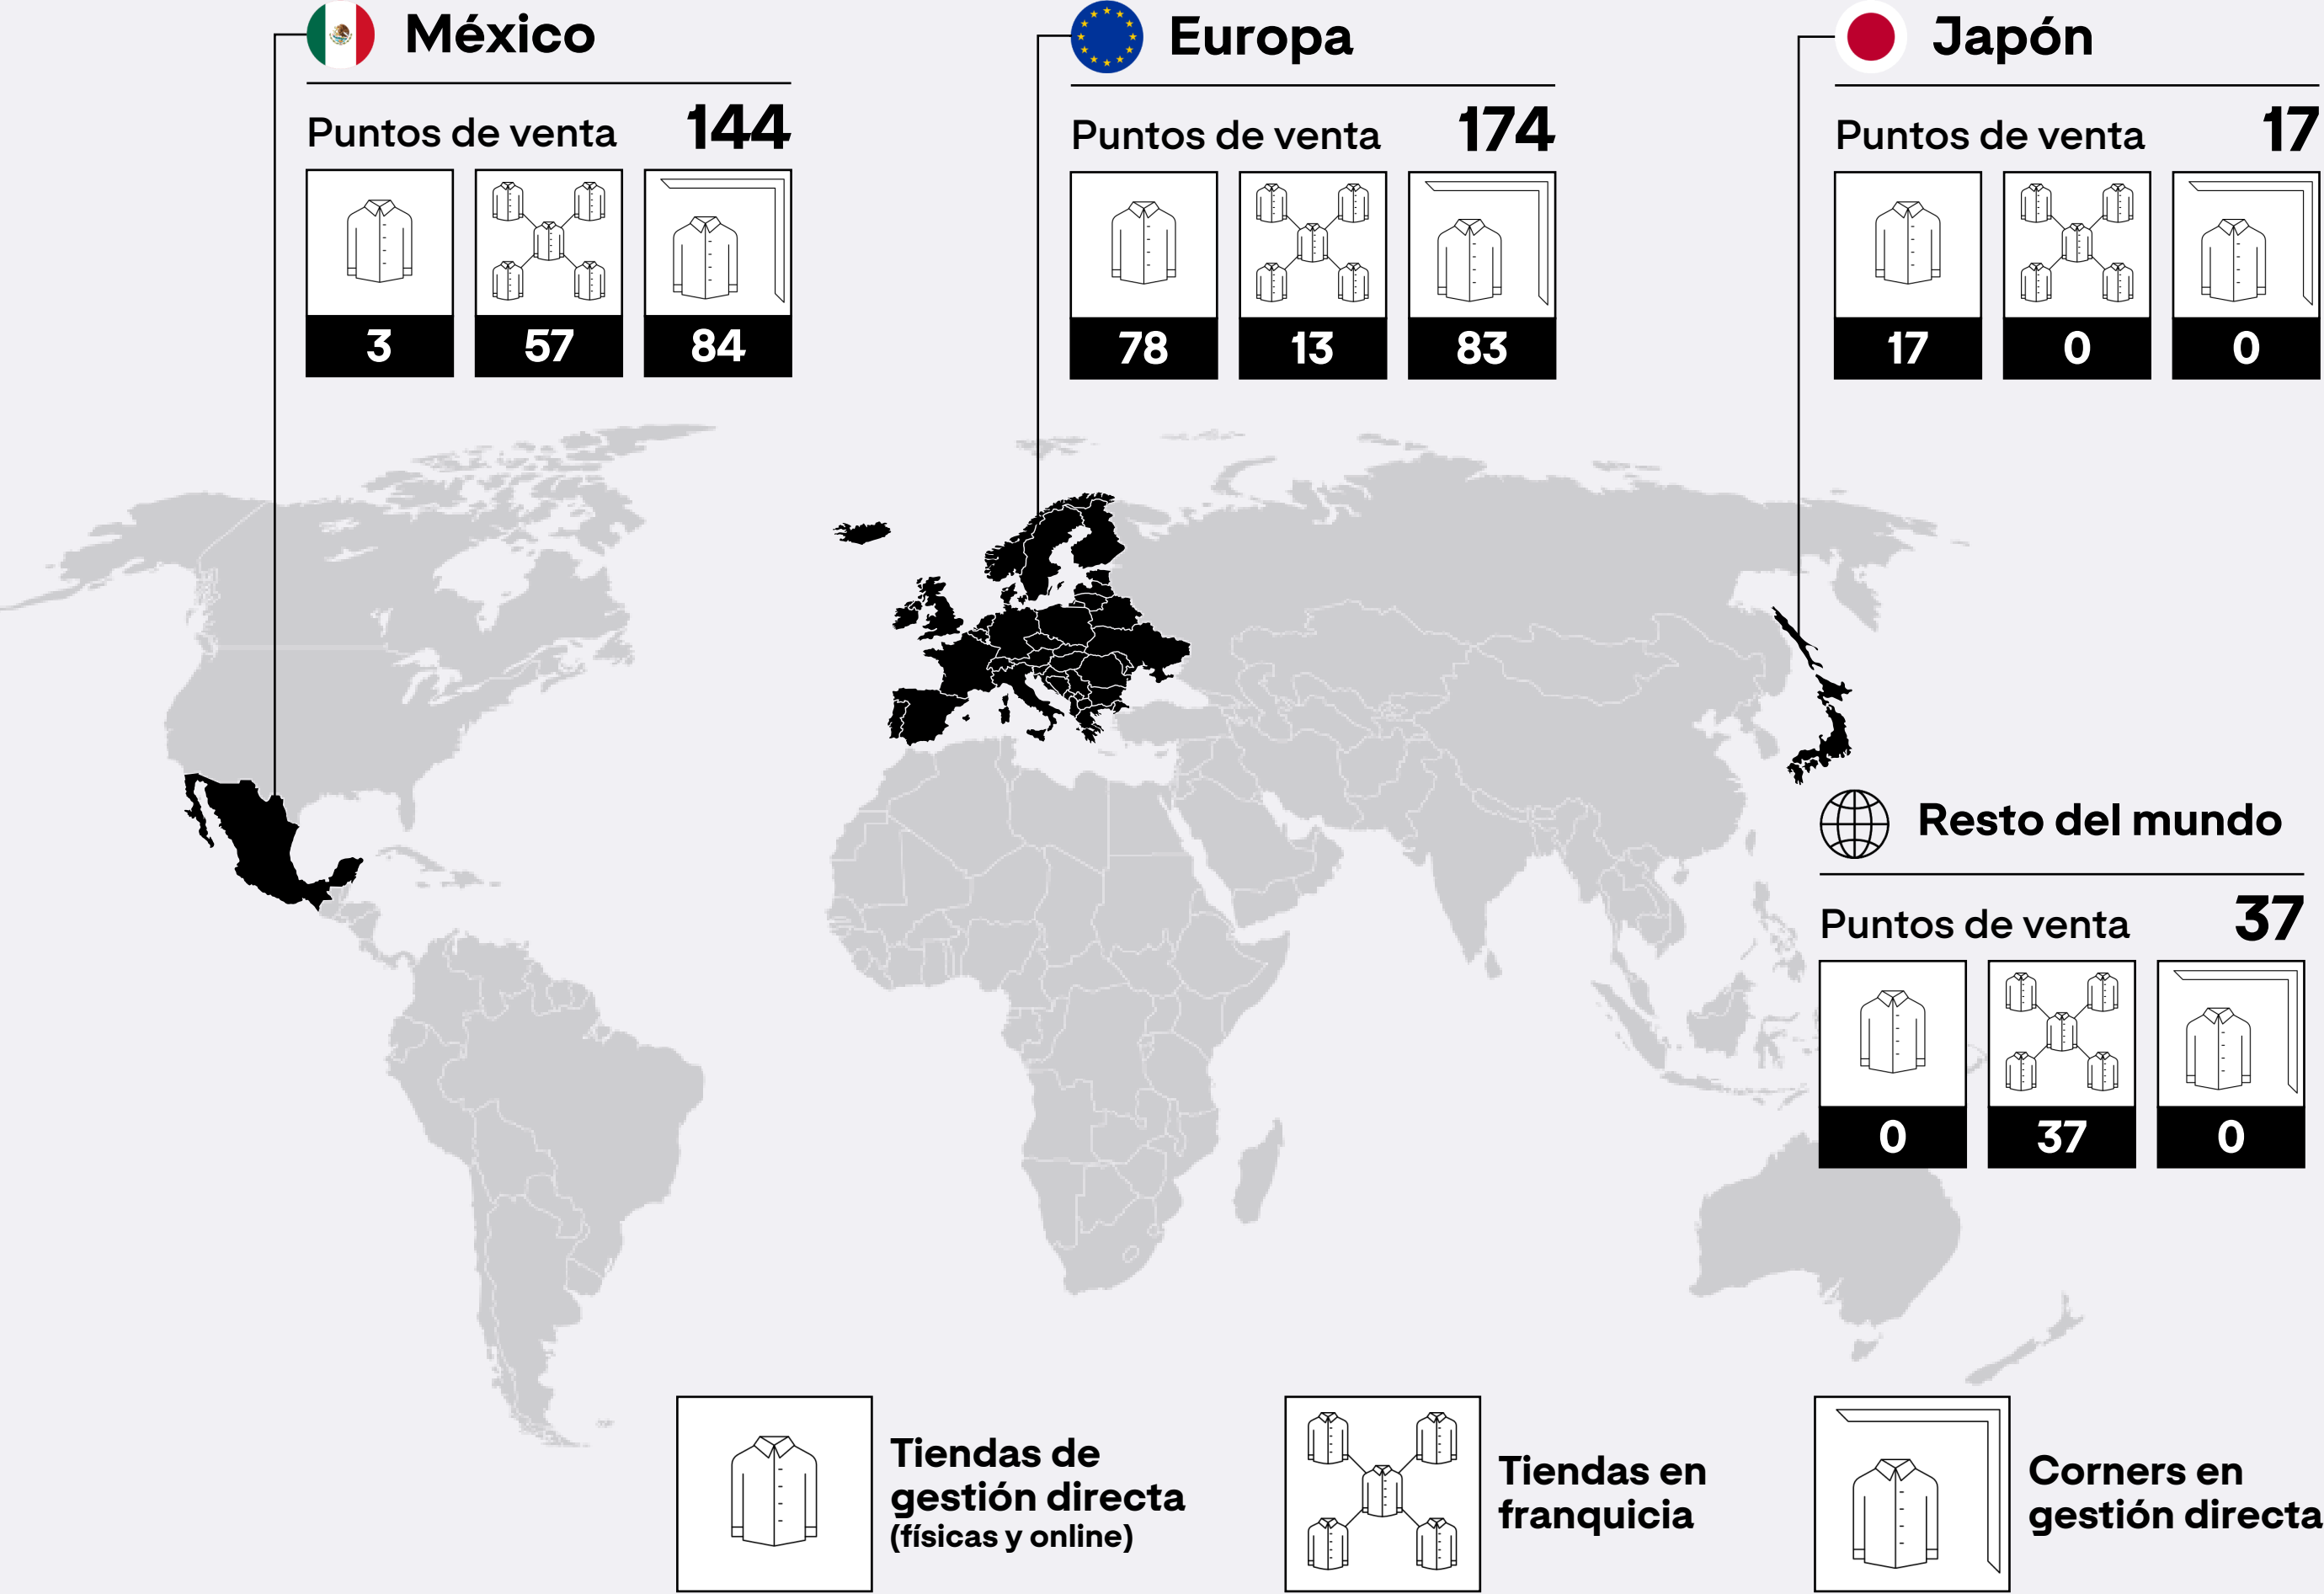 México
Puntos de venta 144
3 57 84
Europa
Puntos de venta 174
78 13 83
Japón
Puntos de venta 17
17 0 0
Resto del mundo
Puntos de venta 37
0 37 0
Tiendas de
gestión directa
(físicas y online)
Tiendas en
franquicia
Corners en
gestión directa